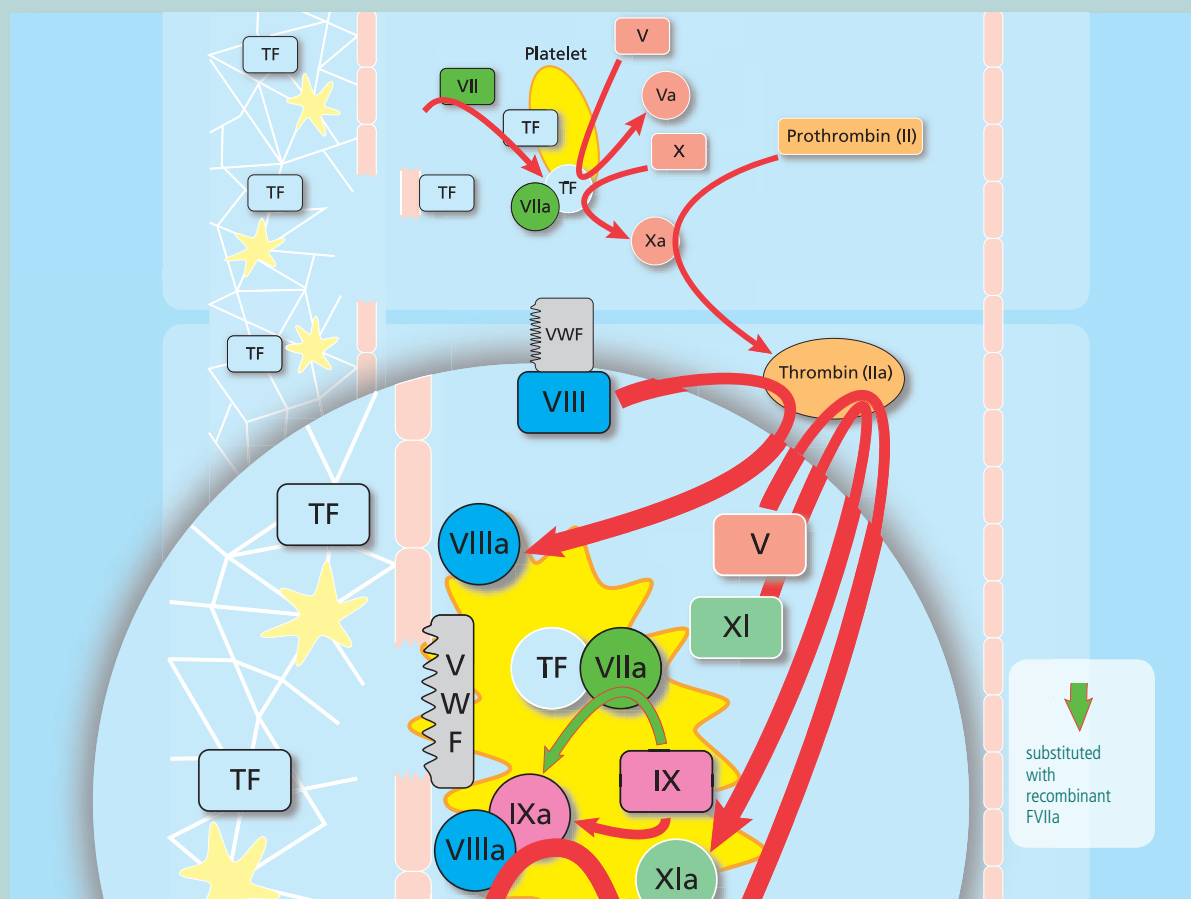 TF
Platelet
V
VII
Va
TF
X
Prothrombin (II)
TF
TF
TF
VIIa
Xa
VWF
TF
Thrombin (IIa)
VIII
TF
V
VIIIa
XI
V
W
F
TF
VIIa
substituted
with
recombinant
FVIIa
TF
IX
IXa
VIIIa
XIa